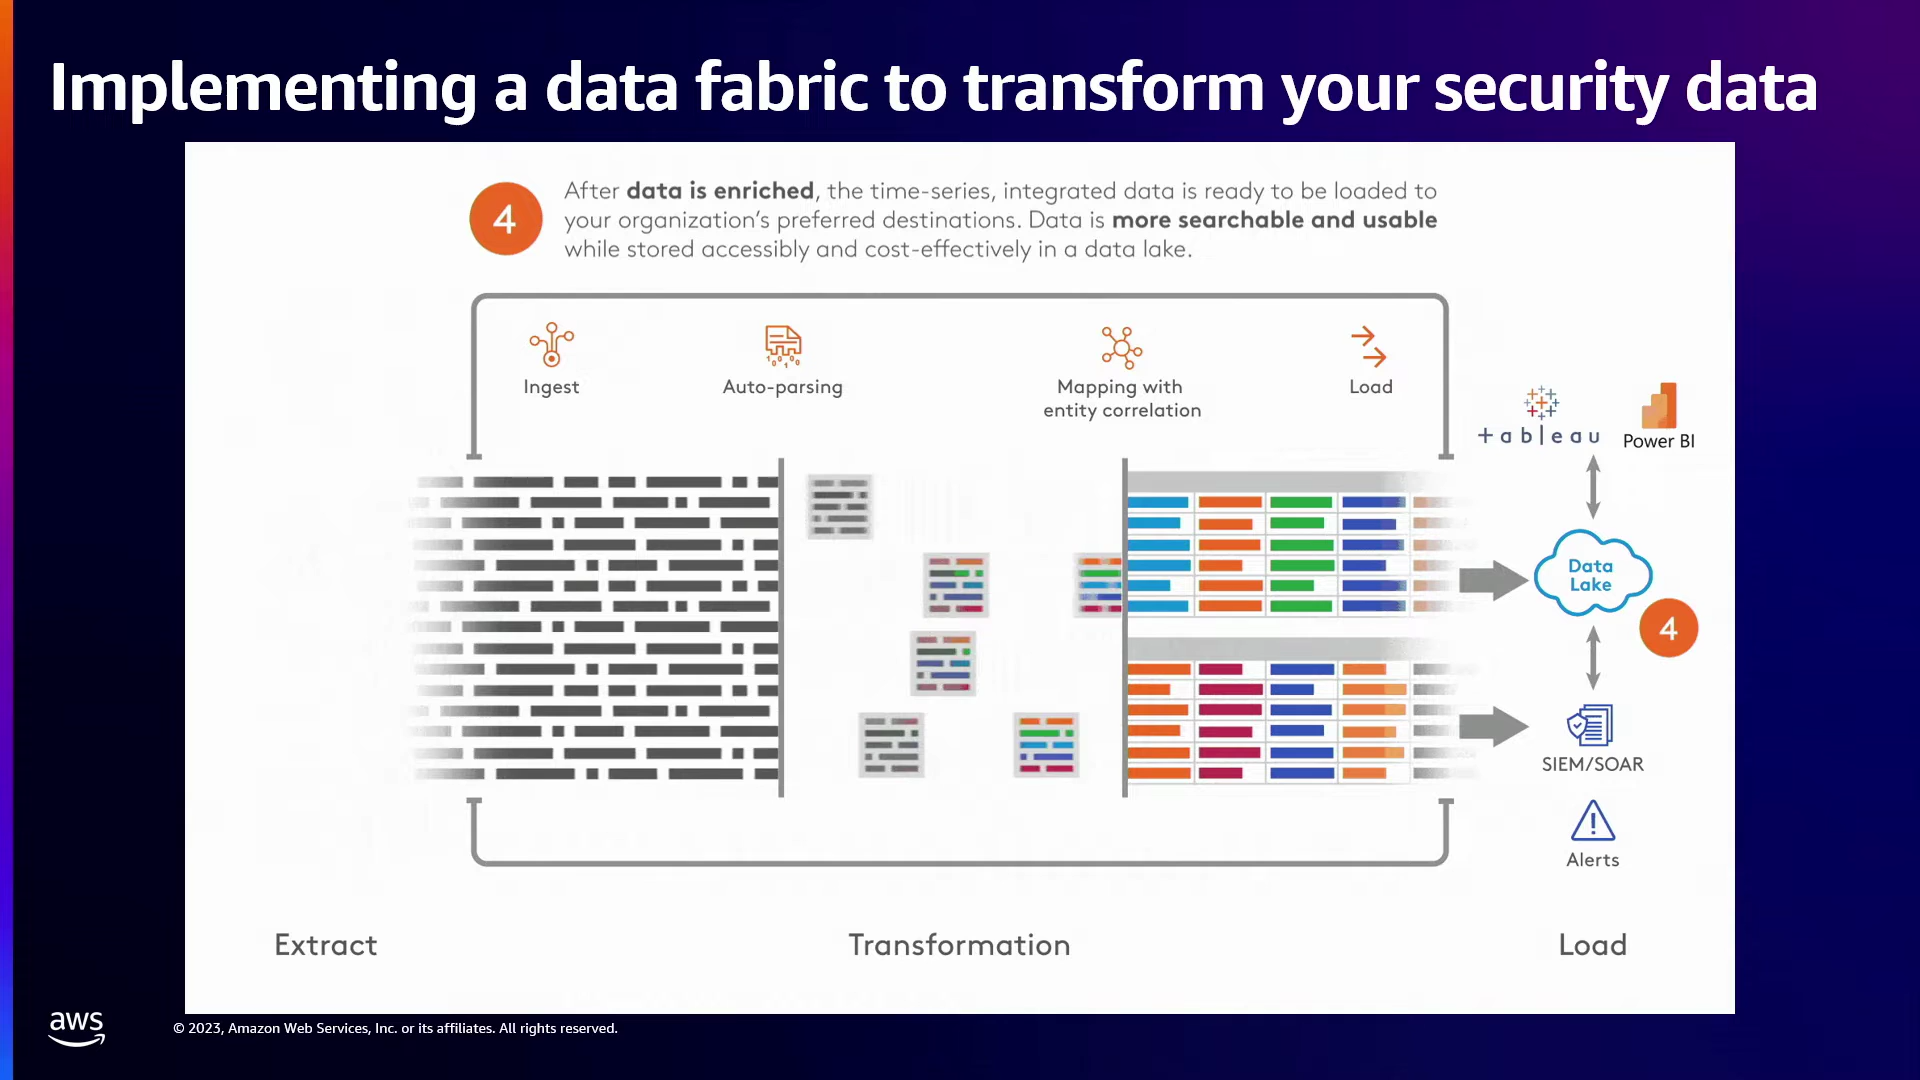 Implementing a data fabric to transform your security data
4
After data is enriched, the time-series, integrated data is ready to be loaded to
your organization's preferred destinations. Data is more searchable and usable
while stored accessibly and cost-effectively in a data lake.
Ingest
Auto-parsing
Mapping with
entity correlation
Load
+ableau
Power BI
Data
Lake
4
SIEM/SOAR
Alerts
Extract
Transformation
Load
aws
© 2023, Amazon Web Services, Inc. or its affiliates. All rights reserved.